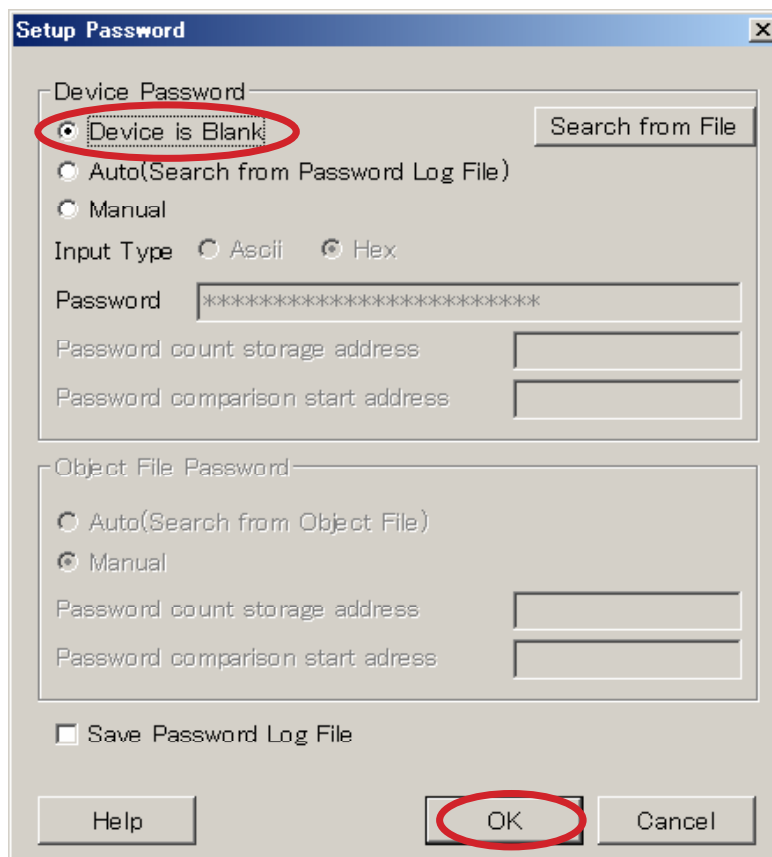 Setup Password
Device Password
Device is Blank
Search from File
Auto(Search from Password Log File)
Manual
Input Type Ascii Hex
Password ************************
Password count storage address
Password comparison start address
Object File Password
Auto(Search from Object File)
Manual
Password count storage address
Password comparison start adress
Save Password Log File
Help OK Cancel